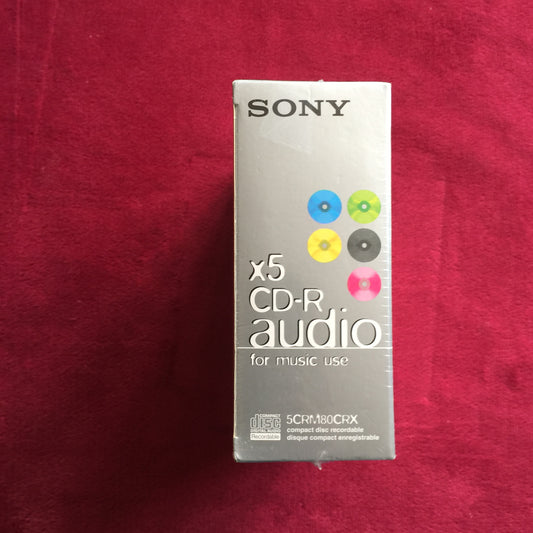 SONY
x5
CD-R
audio
for music use
COMPACT
disc
DIGITAL AUDIO
Recordable
5CRM80CRX
compact disc recordable
disque compact enregistrable